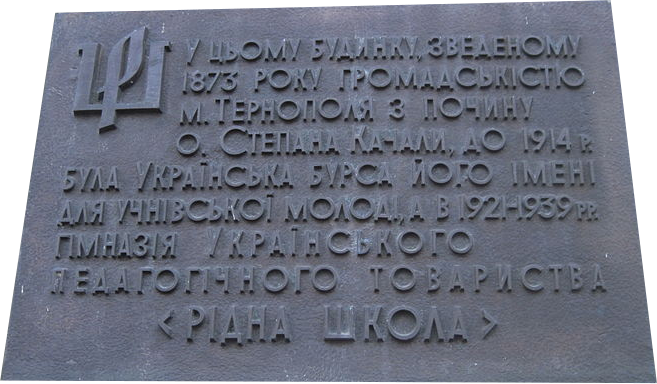 У ЦЬОМУ БУДИНКУ, ЗВЕДЕНОМУ
1873 РОКУ ГРОМАДСЬКІСТЮ
М. ТЕРНОПОЛЯ З ПОЧИНУ
О. СТЕПАНА КАЧАЛИ, ДО 1914 Р.
БУЛА УКРАЇНСЬКА БУРСА ЙОГО ІМЕНІ
ДЛЯ УЧНІВСЬКОЇ МОЛОДІ, А В 1921-1939 РР.
ГІМНАЗІЯ УКРАЇНСЬКОГО
ПЕДАГОГІЧНОГО ТОВАРИСТВА
<РІДНА ШКОЛА>